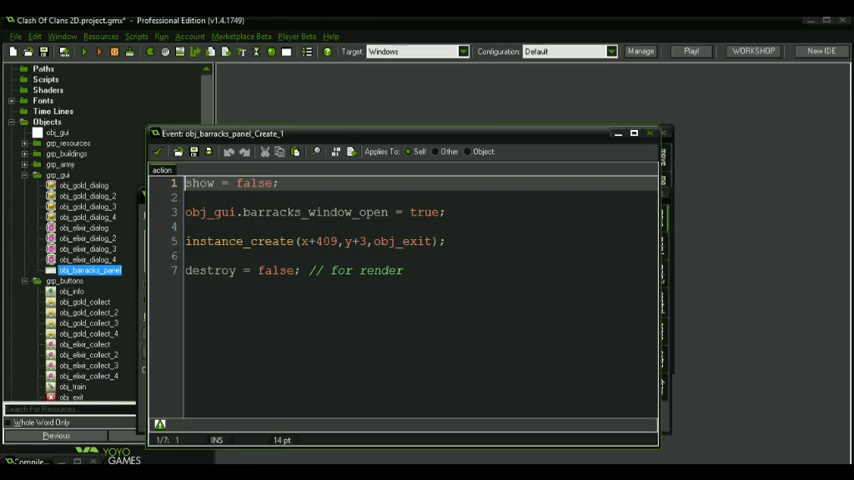 Clash Of Clans 2D.project.gmx* - Professional Edition (v1.4.1749)
File Edit Window Resources Scripts Run Account Marketplace Beta Player Beta Help
Target: Windows Configuration: Default Manage Play! WORKSHOP New IDE
Paths
Scripts
Shaders
Fonts
Time Lines
Objects
obj_gui
grp_resources
grp_buildings
grp_army
grp_gui
obj_gold_dialog
obj_gold_dialog_2
obj_gold_dialog_3
obj_gold_dialog_4
obj_elixir_dialog
obj_elixir_dialog_2
obj_elixir_dialog_3
obj_elixir_dialog_4
obj_barracks_panel
grp_buttons
obj_info
obj_gold_collect
obj_gold_collect_2
obj_gold_collect_3
obj_gold_collect_4
obj_elixir_collect
obj_elixir_collect_2
obj_elixir_collect_3
obj_elixir_collect_4
obj_train
obj_exit
Search For Resources
Whole Word Only
Previous
YOYO
GAMES
Compile
Event: obj_barracks_panel_Create_1
Applies To: Self Other Object:
action
1 show = false;
2
3 obj_gui.barracks_window_open = true;
4
5 instance_create(x+409,y+3,obj_exit);
6
7 destroy = false; // for render
1/7: 1 INS 14 pt